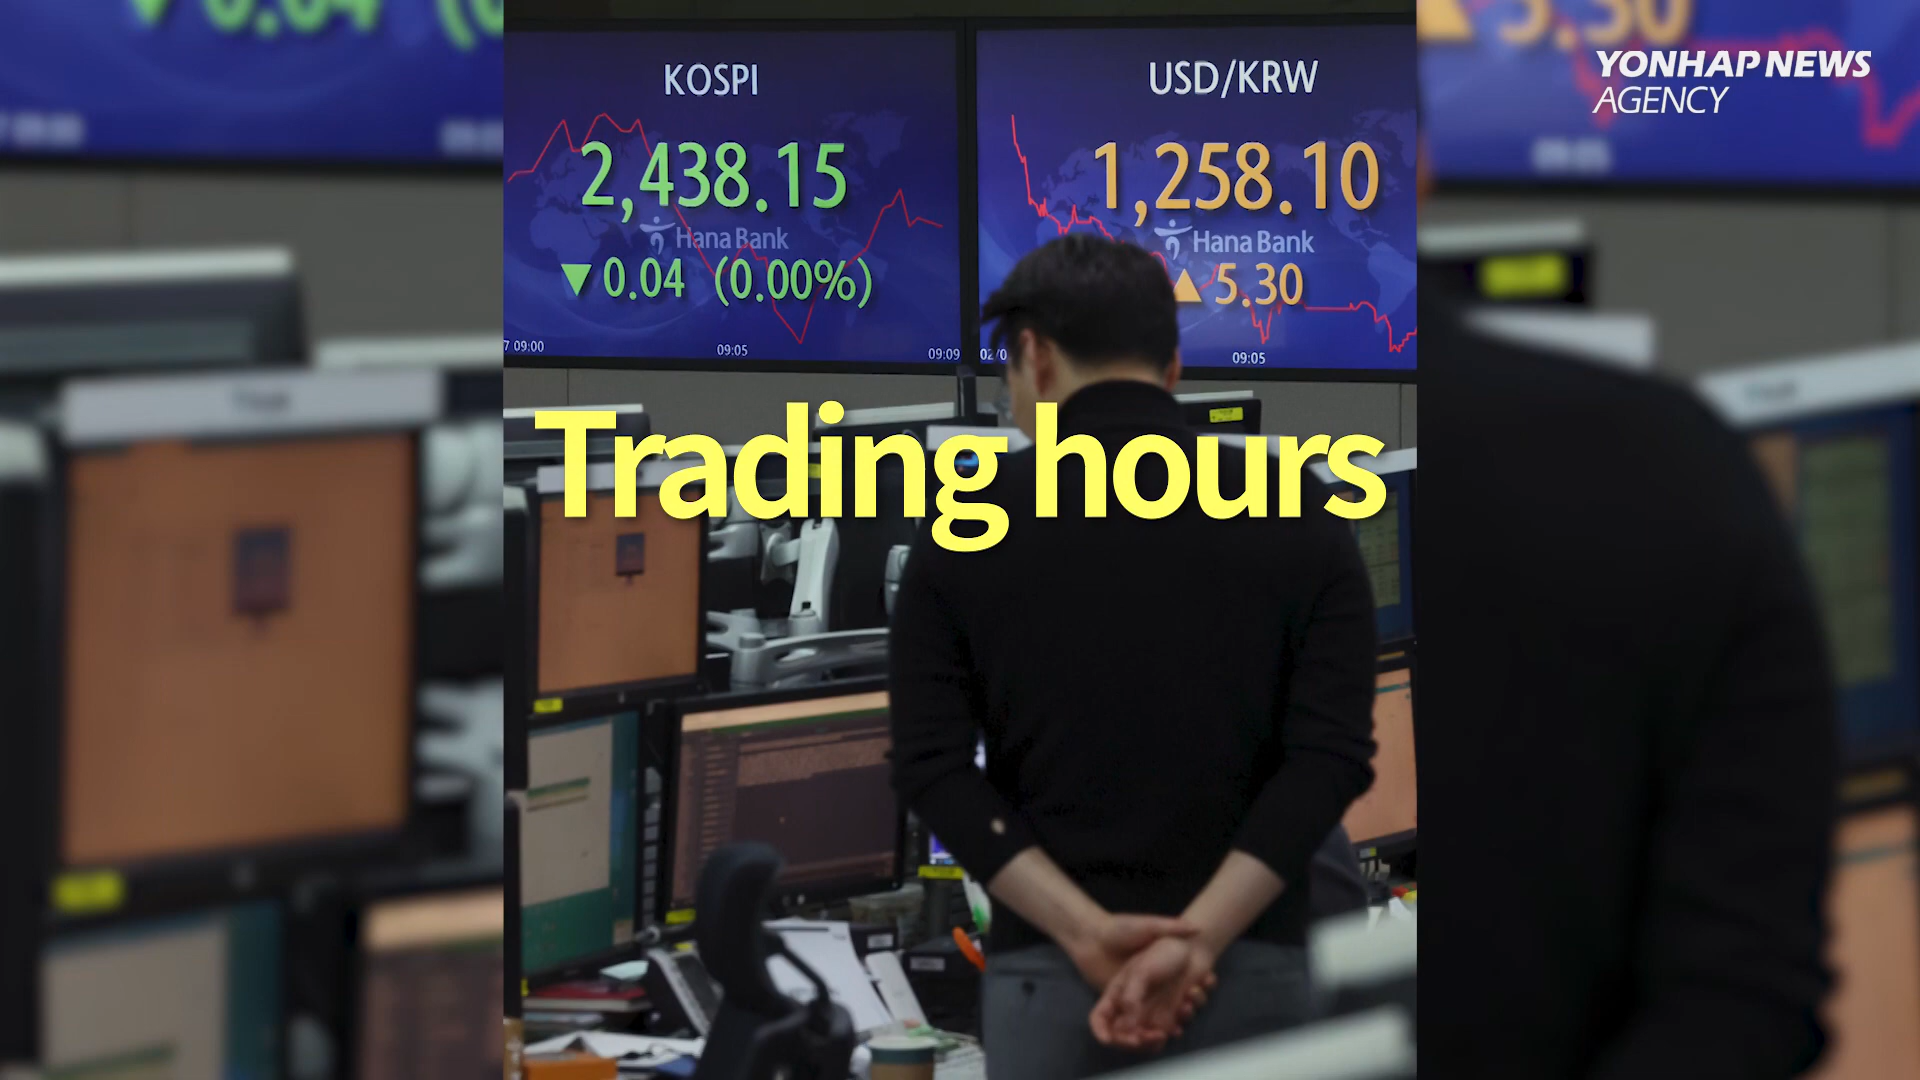 YONHAP NEWS
AGENCY
KOSPI
2,438.15
Hana Bank
▼0.04 (0.00%)
09:00
09:05
09:09
USD/KRW
1,258.10
Hana Bank
▲5.30
09:05
Trading hours